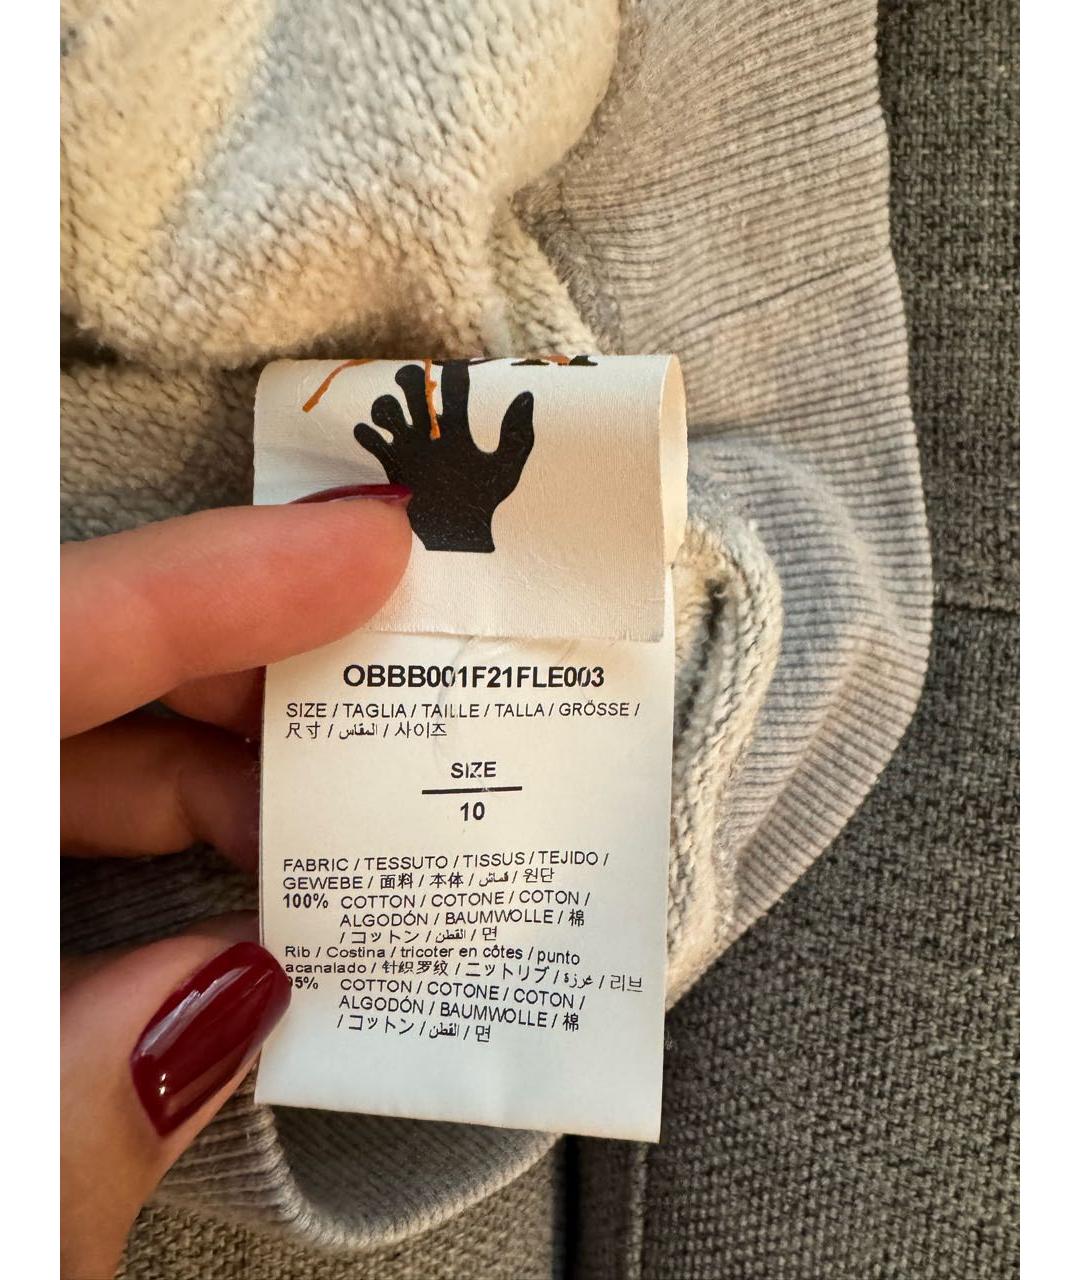 OBBB001F21FLE003
SIZE / TAGLIA / TAILLE / TALLA / GRÖSSE /
尺寸 / المقاس / 사이즈
SIZE
10
FABRIC / TESSUTO / TISSUS / TEJIDO /
GEWEBE / 面料 / 本体 / قماش / 원단
100% COTTON / COTONE / COTON /
ALGODÓN / BAUMWOLLE / 棉
/ コットン / القطن / 면
Rib / Costina / tricoter en côtes / punto
acanalado / 针织罗纹 / ニットリブ / غرزة / 리브
95% COTTON / COTONE / COTON /
ALGODÓN / BAUMWOLLE / 棉
/ コットン / القطن / 면